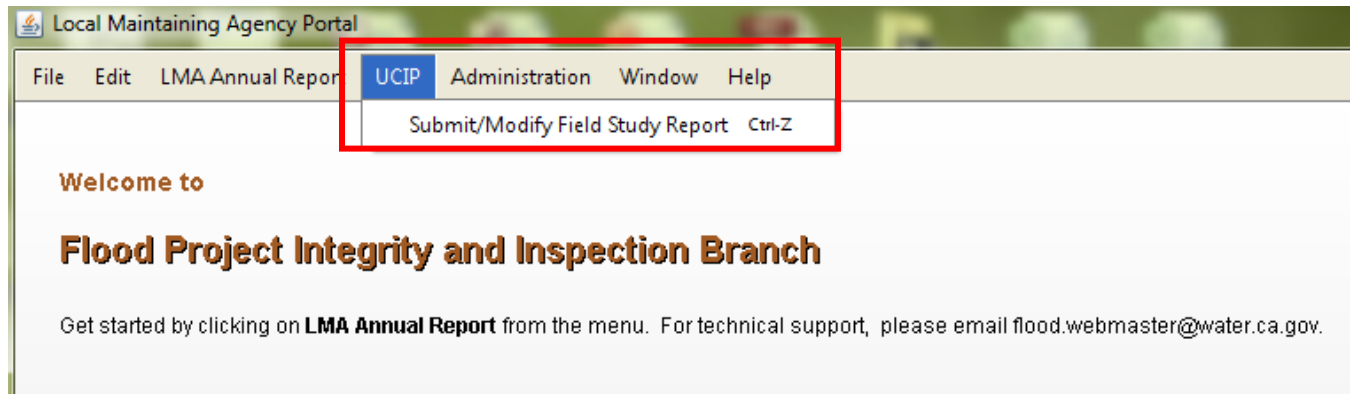 Local Maintaining Agency Portal
File Edit LMA Annual Repor UCIP Administration Window Help
Submit/Modify Field Study Report Ctrl-Z
Welcome to
Flood Project Integrity and Inspection Branch
Get started by clicking on LMA Annual Report from the menu. For technical support, please email flood.webmaster@water.ca.gov.